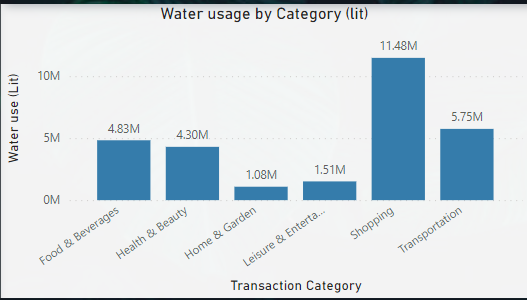 Water usage by Category (lit)
Water use (Lit)
10M
5M
0M
4.83M
4.30M
1.08M
1.51M
11.48M
5.75M
Food & Beverages
Health & Beauty
Home & Garden
Leisure & Enterta...
Shopping
Transportation
Transaction Category